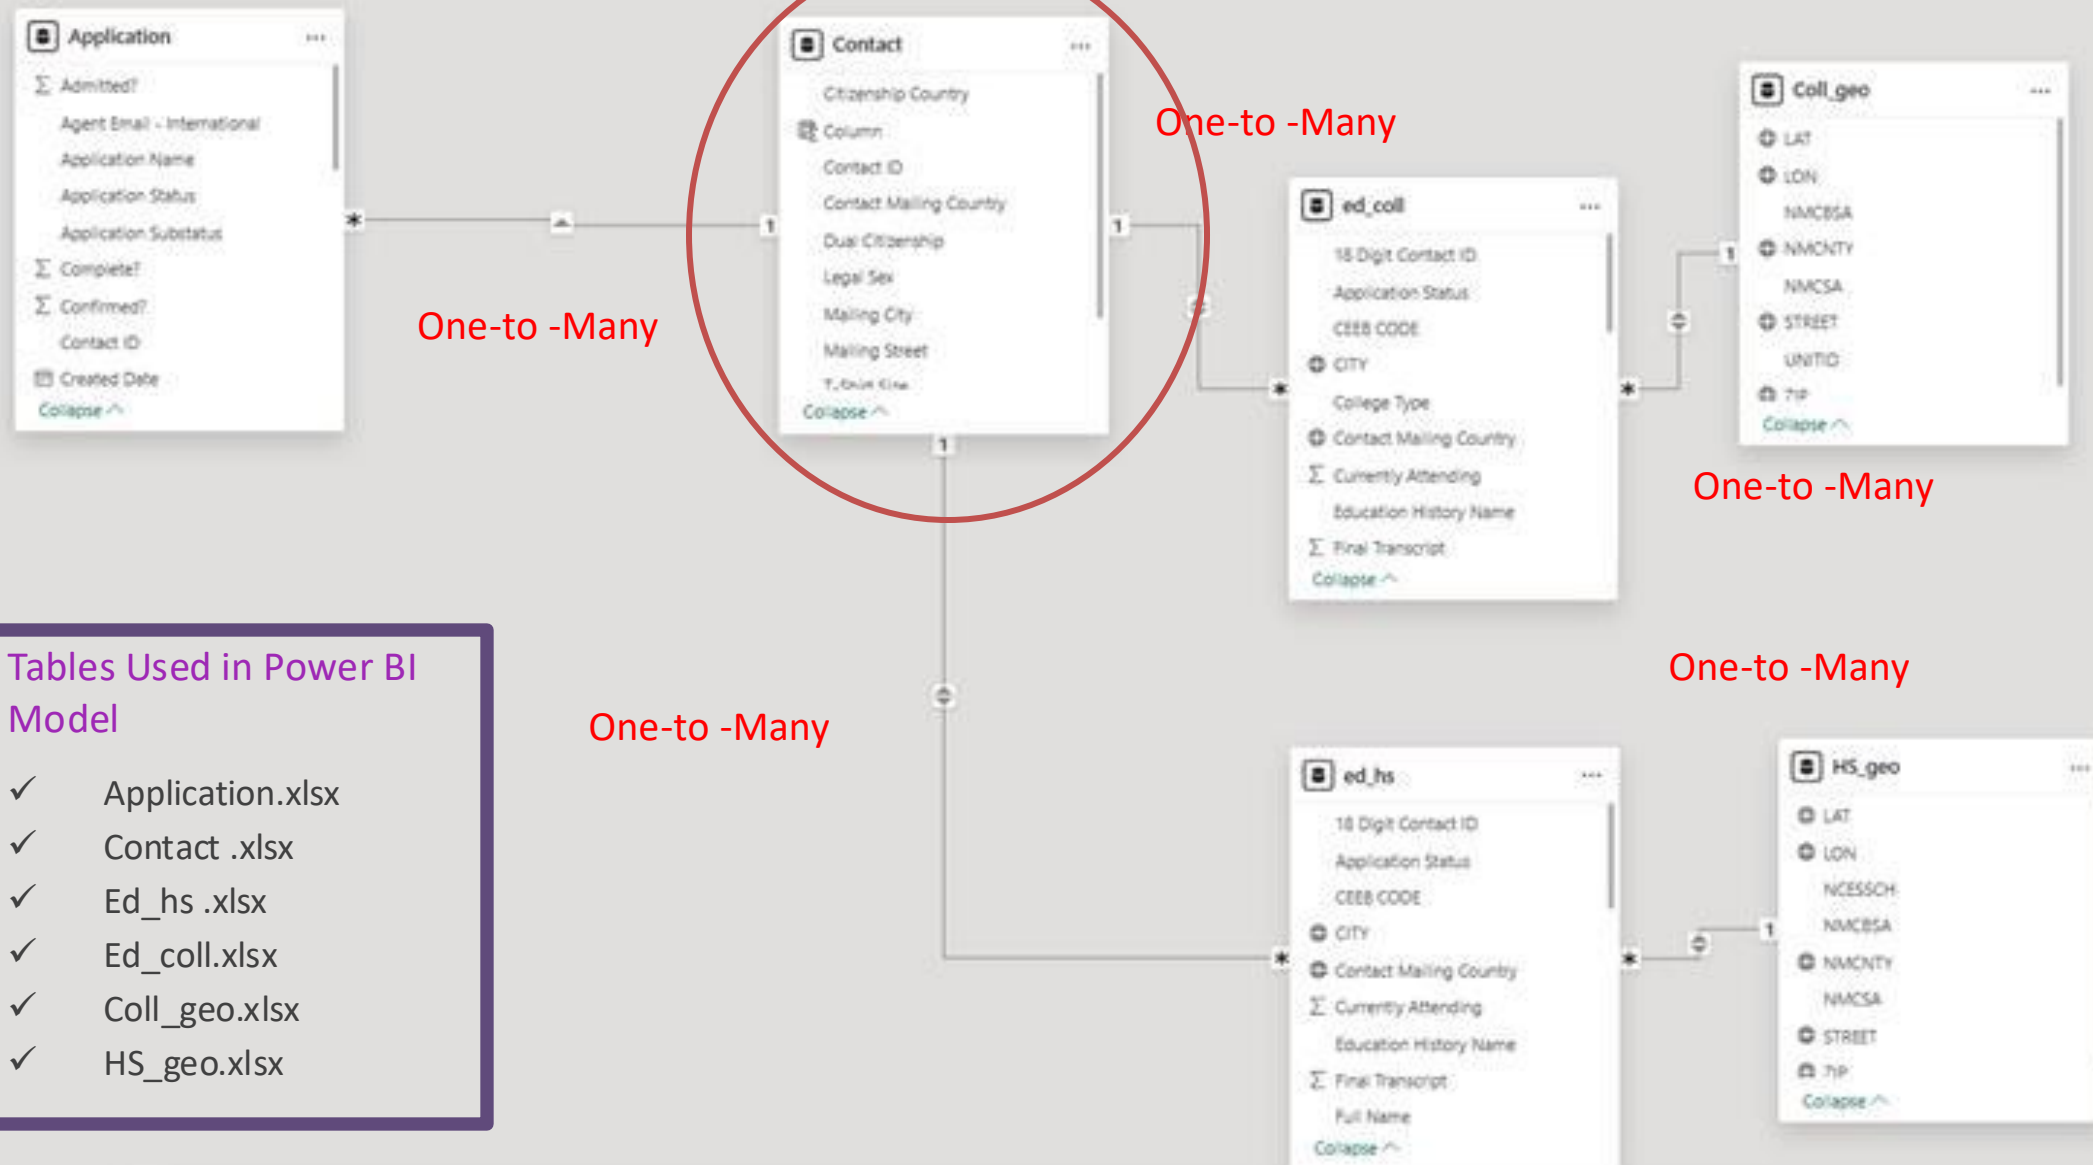 Application
Admitted?
Agent Email - International
Application Name
Application Status
Application Substatus
Complete?
Confirmed?
Contact ID
Created Date
Collapse
*
1
One-to -Many
Contact
Citizenship Country
Column
Contact ID
Contact Mailing Country
Dual Citizenship
Legal Sex
Mailing City
Mailing Street
T-Shirt Size
Collapse
1
1
One-to -Many
*
ed_coll
18 Digit Contact ID
Application Status
CEEB CODE
CITY
College Type
Contact Mailing Country
Currently Attending
Education History Name
Final Transcript
Collapse
*
1
Coll_geo
LAT
LON
NMCBSA
NMCNTY
NMCSA
STREET
UNITID
ZIP
Collapse
One-to -Many
Tables Used in Power BI
Model
✓ Application.xlsx
✓ Contact .xlsx
✓ Ed_hs .xlsx
✓ Ed_coll.xlsx
✓ Coll_geo.xlsx
✓ HS_geo.xlsx
One-to -Many
*
One-to -Many
ed_hs
18 Digit Contact ID
Application Status
CEEB CODE
CITY
Contact Mailing Country
Currently Attending
Education History Name
Final Transcript
Full Name
Collapse
*
1
HS_geo
LAT
LON
NCESSCH
NMCBSA
NMCNTY
NMCSA
STREET
ZIP
Collapse